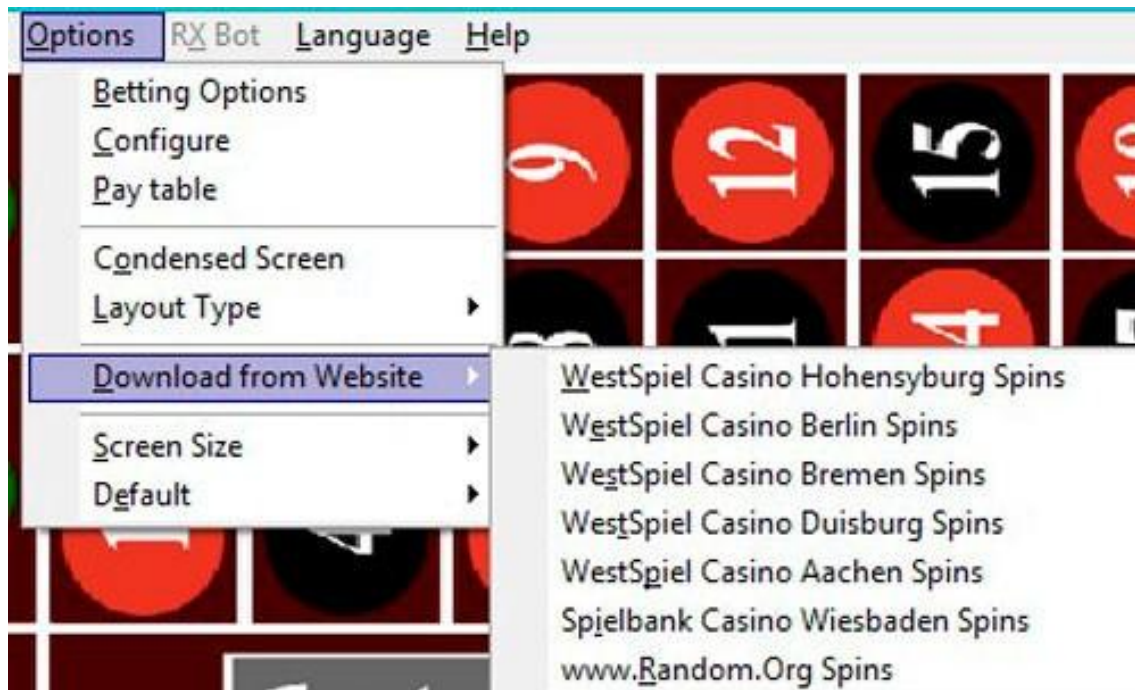 Options RX Bot Language Help
Betting Options
Configure
Pay table
Condensed Screen
Layout Type
Download from Website
Screen Size
Default
WestSpiel Casino Hohensyburg Spins
WestSpiel Casino Berlin Spins
WestSpiel Casino Bremen Spins
WestSpiel Casino Duisburg Spins
WestSpiel Casino Aachen Spins
Spielbank Casino Wiesbaden Spins
www.Random.Org Spins
9 12 15